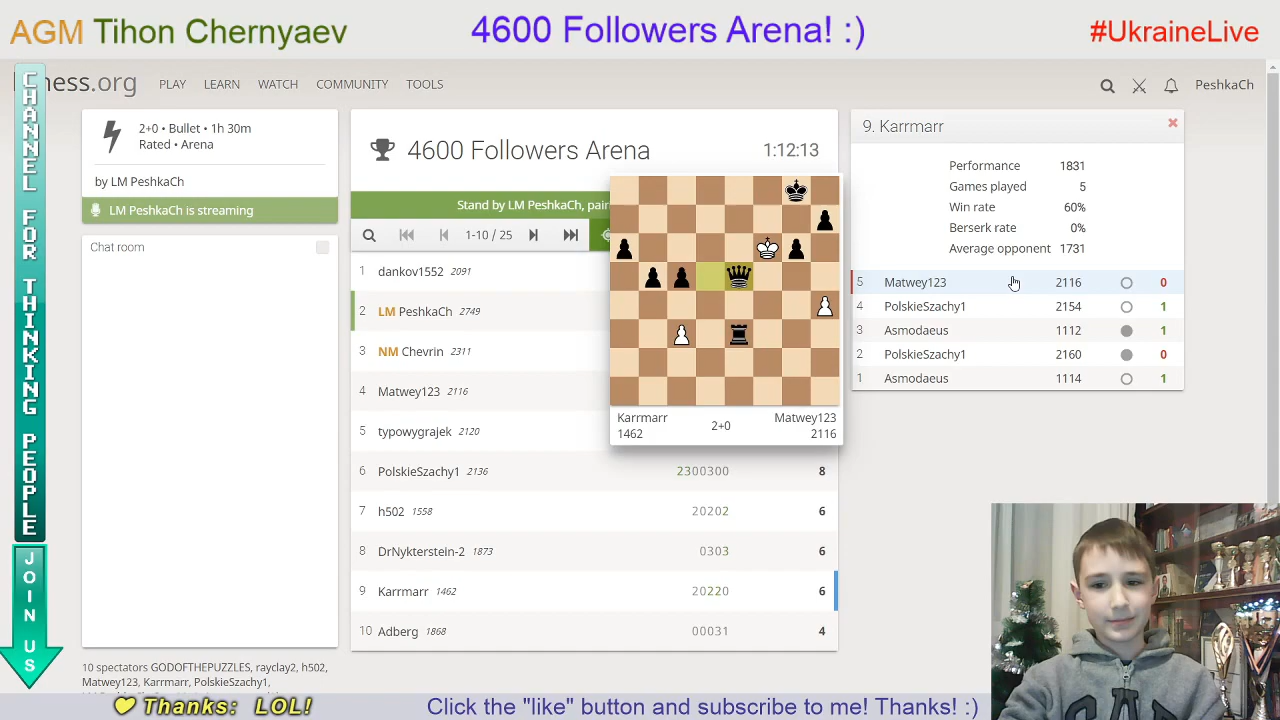 AGM Tihon Chernyaev
4600 Followers Arena! :)
#UkraineLive
CHANNEL FOR THINKING PEOPLE
JOIN US
hess.org
PLAY
LEARN
WATCH
COMMUNITY
TOOLS
PeshkaCh
2+0 • Bullet • 1h 30m
Rated • Arena
by LM PeshkaCh
LM PeshkaCh is streaming
Chat room
10 spectators GODOFTHEPUZZLES, rayclay2, h502,
Matwey123, Karrmarr, PolskieSzachy1,
4600 Followers Arena
1:12:13
Stand by LM PeshkaCh, pair
1-10 / 25
1 dankov1552 2091
2 LM PeshkaCh 2749
3 NM Chevrin 2311
4 Matwey123 2116
5 typowygrajek 2120
6 PolskieSzachy1 2136 2300300 8
7 h502 1558 20202 6
8 DrNykterstein-2 1873 0303 6
9 Karrmarr 1462 20220 6
10 Adberg 1868 00031 4
Karrmarr 2+0 Matwey123
1462 2116
9. Karrmarr
Performance 1831
Games played 5
Win rate 60%
Berserk rate 0%
Average opponent 1731
5 Matwey123 2116 0
4 PolskieSzachy1 2154 1
3 Asmodaeus 1112 1
2 PolskieSzachy1 2160 0
1 Asmodaeus 1114 1
Thanks: LOL!
Click the "like" button and subscribe to me! Thanks! :)